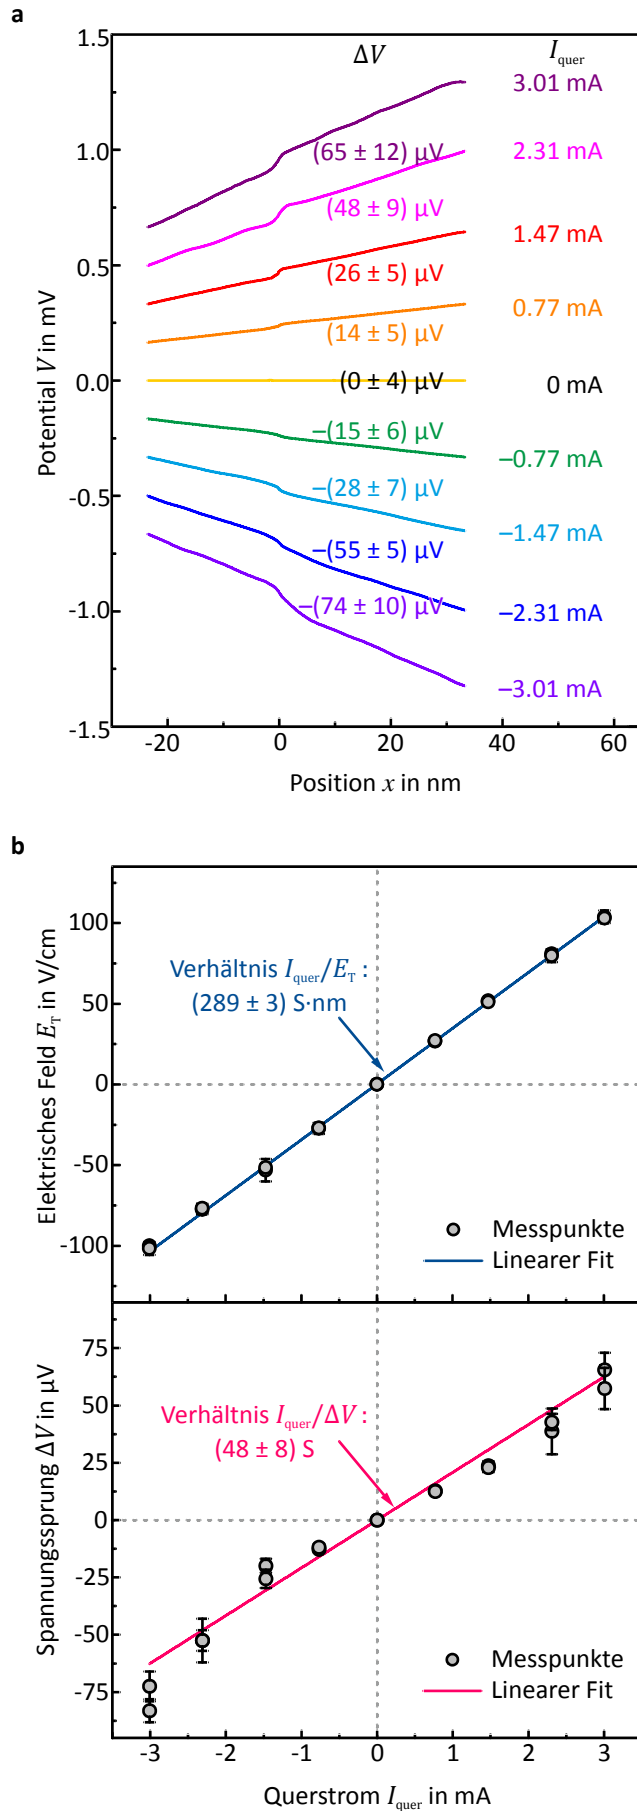 a
ΔV I_quer
1.5
3.01 mA
(65 ± 12) µV
1.0
2.31 mA
(48 ± 9) µV
1.47 mA
0.5
(26 ± 5) µV
0.77 mA
(14 ± 5) µV
0.0
(0 ± 4) µV
0 mA
–(15 ± 6) µV
–0.77 mA
–(28 ± 7) µV
-0.5
–1.47 mA
–(55 ± 5) µV
–(74 ± 10) µV
-1.0
–2.31 mA
–3.01 mA
-1.5
Potential V in mV
-20 0 20 40 60
Position x in nm
b
100
50
0
-50
-100
Elektrisches Feld E_T in V/cm
Verhältnis I_quer/E_T :
(289 ± 3) S·nm
Messpunkte
Linearer Fit
75
50
25
0
-25
-50
-75
Spannungssprung ΔV in µV
Verhältnis I_quer/ΔV :
(48 ± 8) S
Messpunkte
Linearer Fit
-3 -2 -1 0 1 2 3
Querstrom I_quer in mA